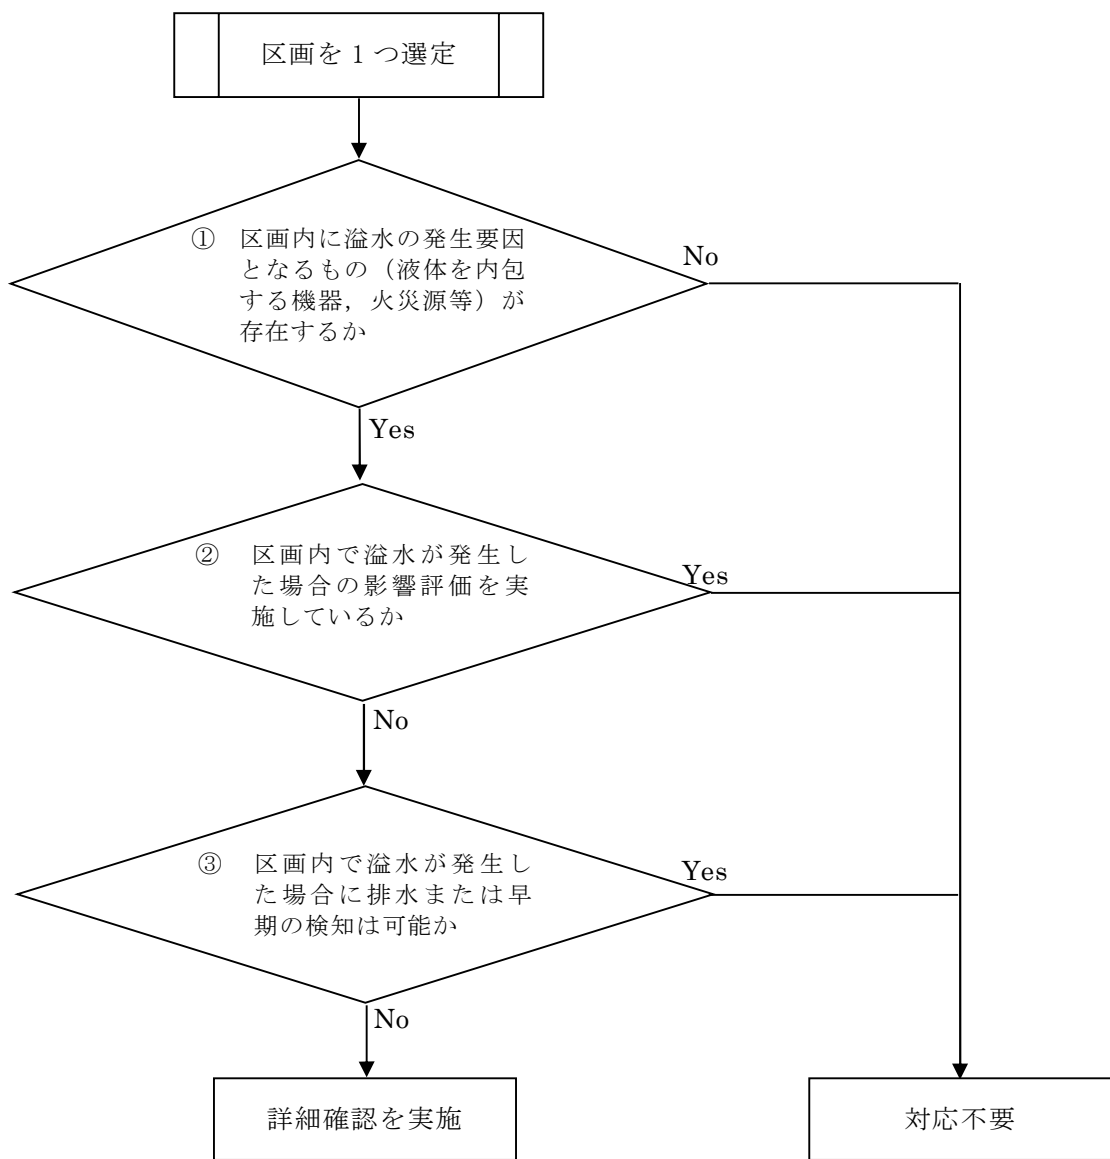 区画を1つ選定
① 区画内に溢水の発生要因
となるもの（液体を内包
する機器，火災源等）が
存在するか
No
Yes
② 区画内で溢水が発生し
た場合の影響評価を実
施しているか
Yes
No
③ 区画内で溢水が発生し
た場合に排水または早
期の検知は可能か
Yes
No
詳細確認を実施
対応不要